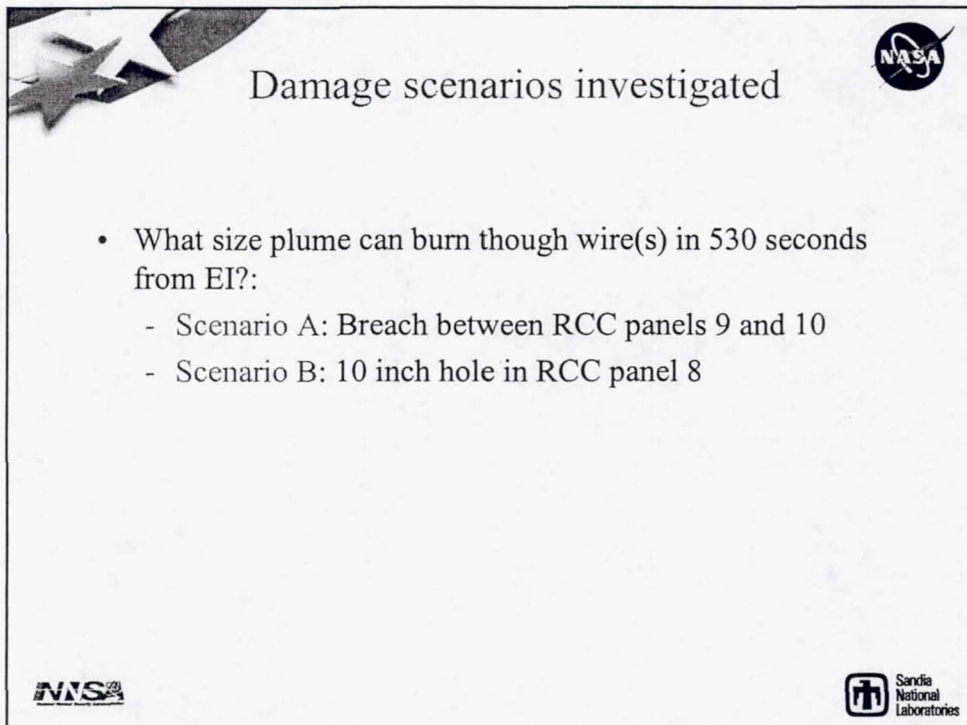 NASA
Damage scenarios investigated
• What size plume can burn though wire(s) in 530 seconds
from EI?:
- Scenario A: Breach between RCC panels 9 and 10
- Scenario B: 10 inch hole in RCC panel 8
NNSA
Sandia
National
Laboratories